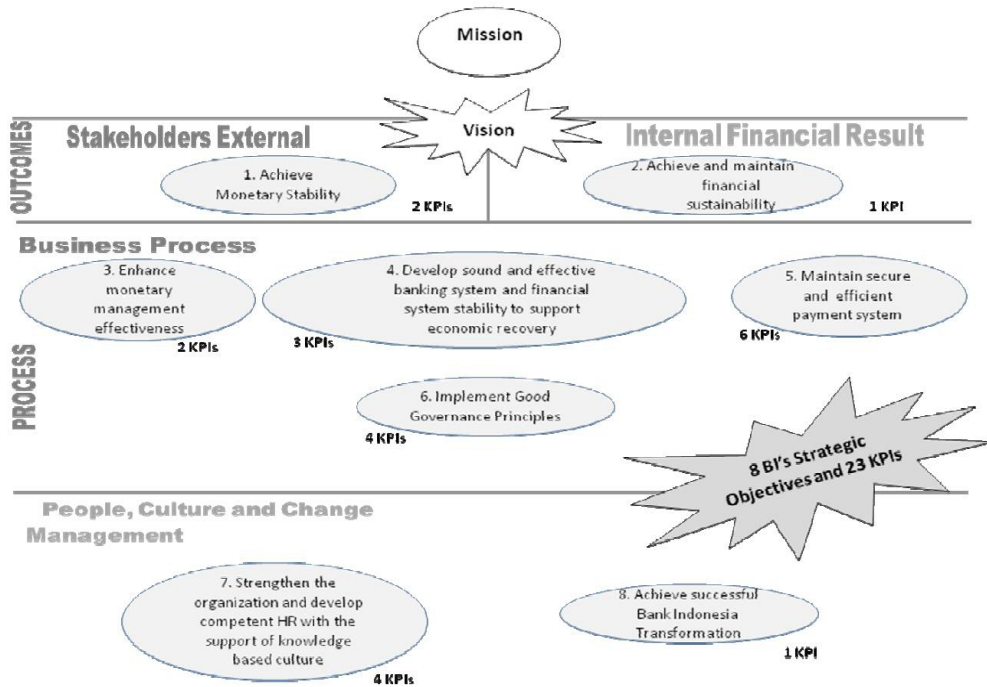 Mission
Vision
OUTCOMES
Stakeholders External
Internal Financial Result
1. Achieve
Monetary Stability
2 KPIs
2. Achieve and maintain
financial
sustainability
1 KPI
Business Process
PROCESS
3. Enhance
monetary
management
effectiveness
2 KPIs
4. Develop sound and effective
banking system and financial
system stability to support
economic recovery
3 KPIs
5. Maintain secure
and efficient
payment system
6 KPIs
6. Implement Good
Governance Principles
4 KPIs
8 BI's Strategic
Objectives and 23 KPIs
People, Culture and Change
Management
7. Strengthen the
organization and develop
competent HR with the
support of knowledge
based culture
4 KPIs
8. Achieve successful
Bank Indonesia
Transformation
1 KPI